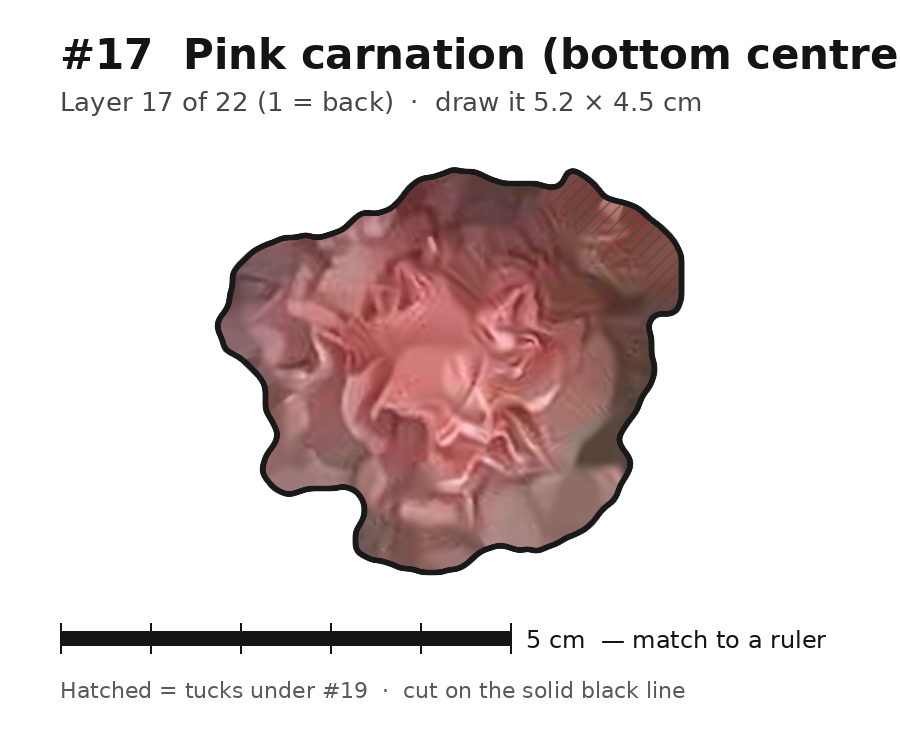 #17 Pink carnation (bottom centre
Layer 17 of 22 (1 = back) · draw it 5.2 × 4.5 cm
5 cm — match to a ruler
Hatched = tucks under #19 · cut on the solid black line